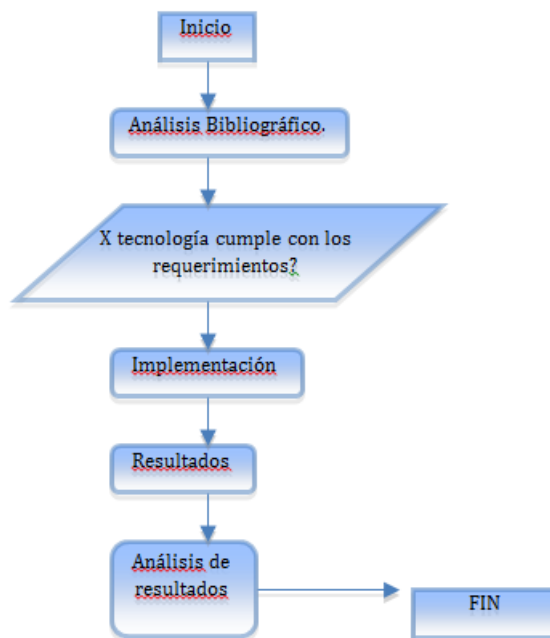 Inicio
Análisis Bibliográfico.
X tecnología cumple con los
requerimientos?
Implementación
Resultados
Análisis de
resultados
FIN